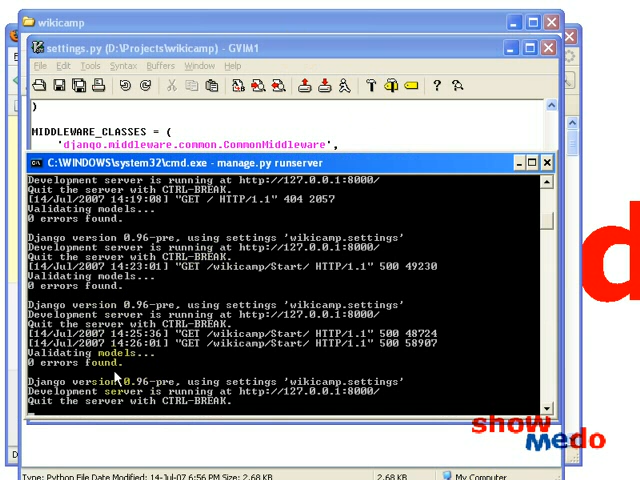 wikicamp
settings.py (D:\Projects\wikicamp) - GVIM1
File Edit Tools Syntax Buffers Window Help
)
MIDDLEWARE_CLASSES = (
'django.middleware.common.CommonMiddleware',
C:\WINDOWS\system32\cmd.exe - manage.py runserver
Development server is running at http://127.0.0.1:8000/
Quit the server with CTRL-BREAK.
[14/Jul/2007 14:19:08] "GET / HTTP/1.1" 404 2057
Validating models...
0 errors found.
Django version 0.96-pre, using settings 'wikicamp.settings'
Development server is running at http://127.0.0.1:8000/
Quit the server with CTRL-BREAK.
[14/Jul/2007 14:23:01] "GET /wikicamp/Start/ HTTP/1.1" 500 49230
Validating models...
0 errors found.
Django version 0.96-pre, using settings 'wikicamp.settings'
Development server is running at http://127.0.0.1:8000/
Quit the server with CTRL-BREAK.
[14/Jul/2007 14:25:36] "GET /wikicamp/Start/ HTTP/1.1" 500 48724
[14/Jul/2007 14:26:01] "GET /wikicamp/Start/ HTTP/1.1" 500 58907
Validating models...
0 errors found.
Django version 0.96-pre, using settings 'wikicamp.settings'
Development server is running at http://127.0.0.1:8000/
Quit the server with CTRL-BREAK.
d
show
medo
Type: Python File Date Modified: 14-Jul-07 6:56 PM Size: 2.68 KB 2.68 KB My Computer